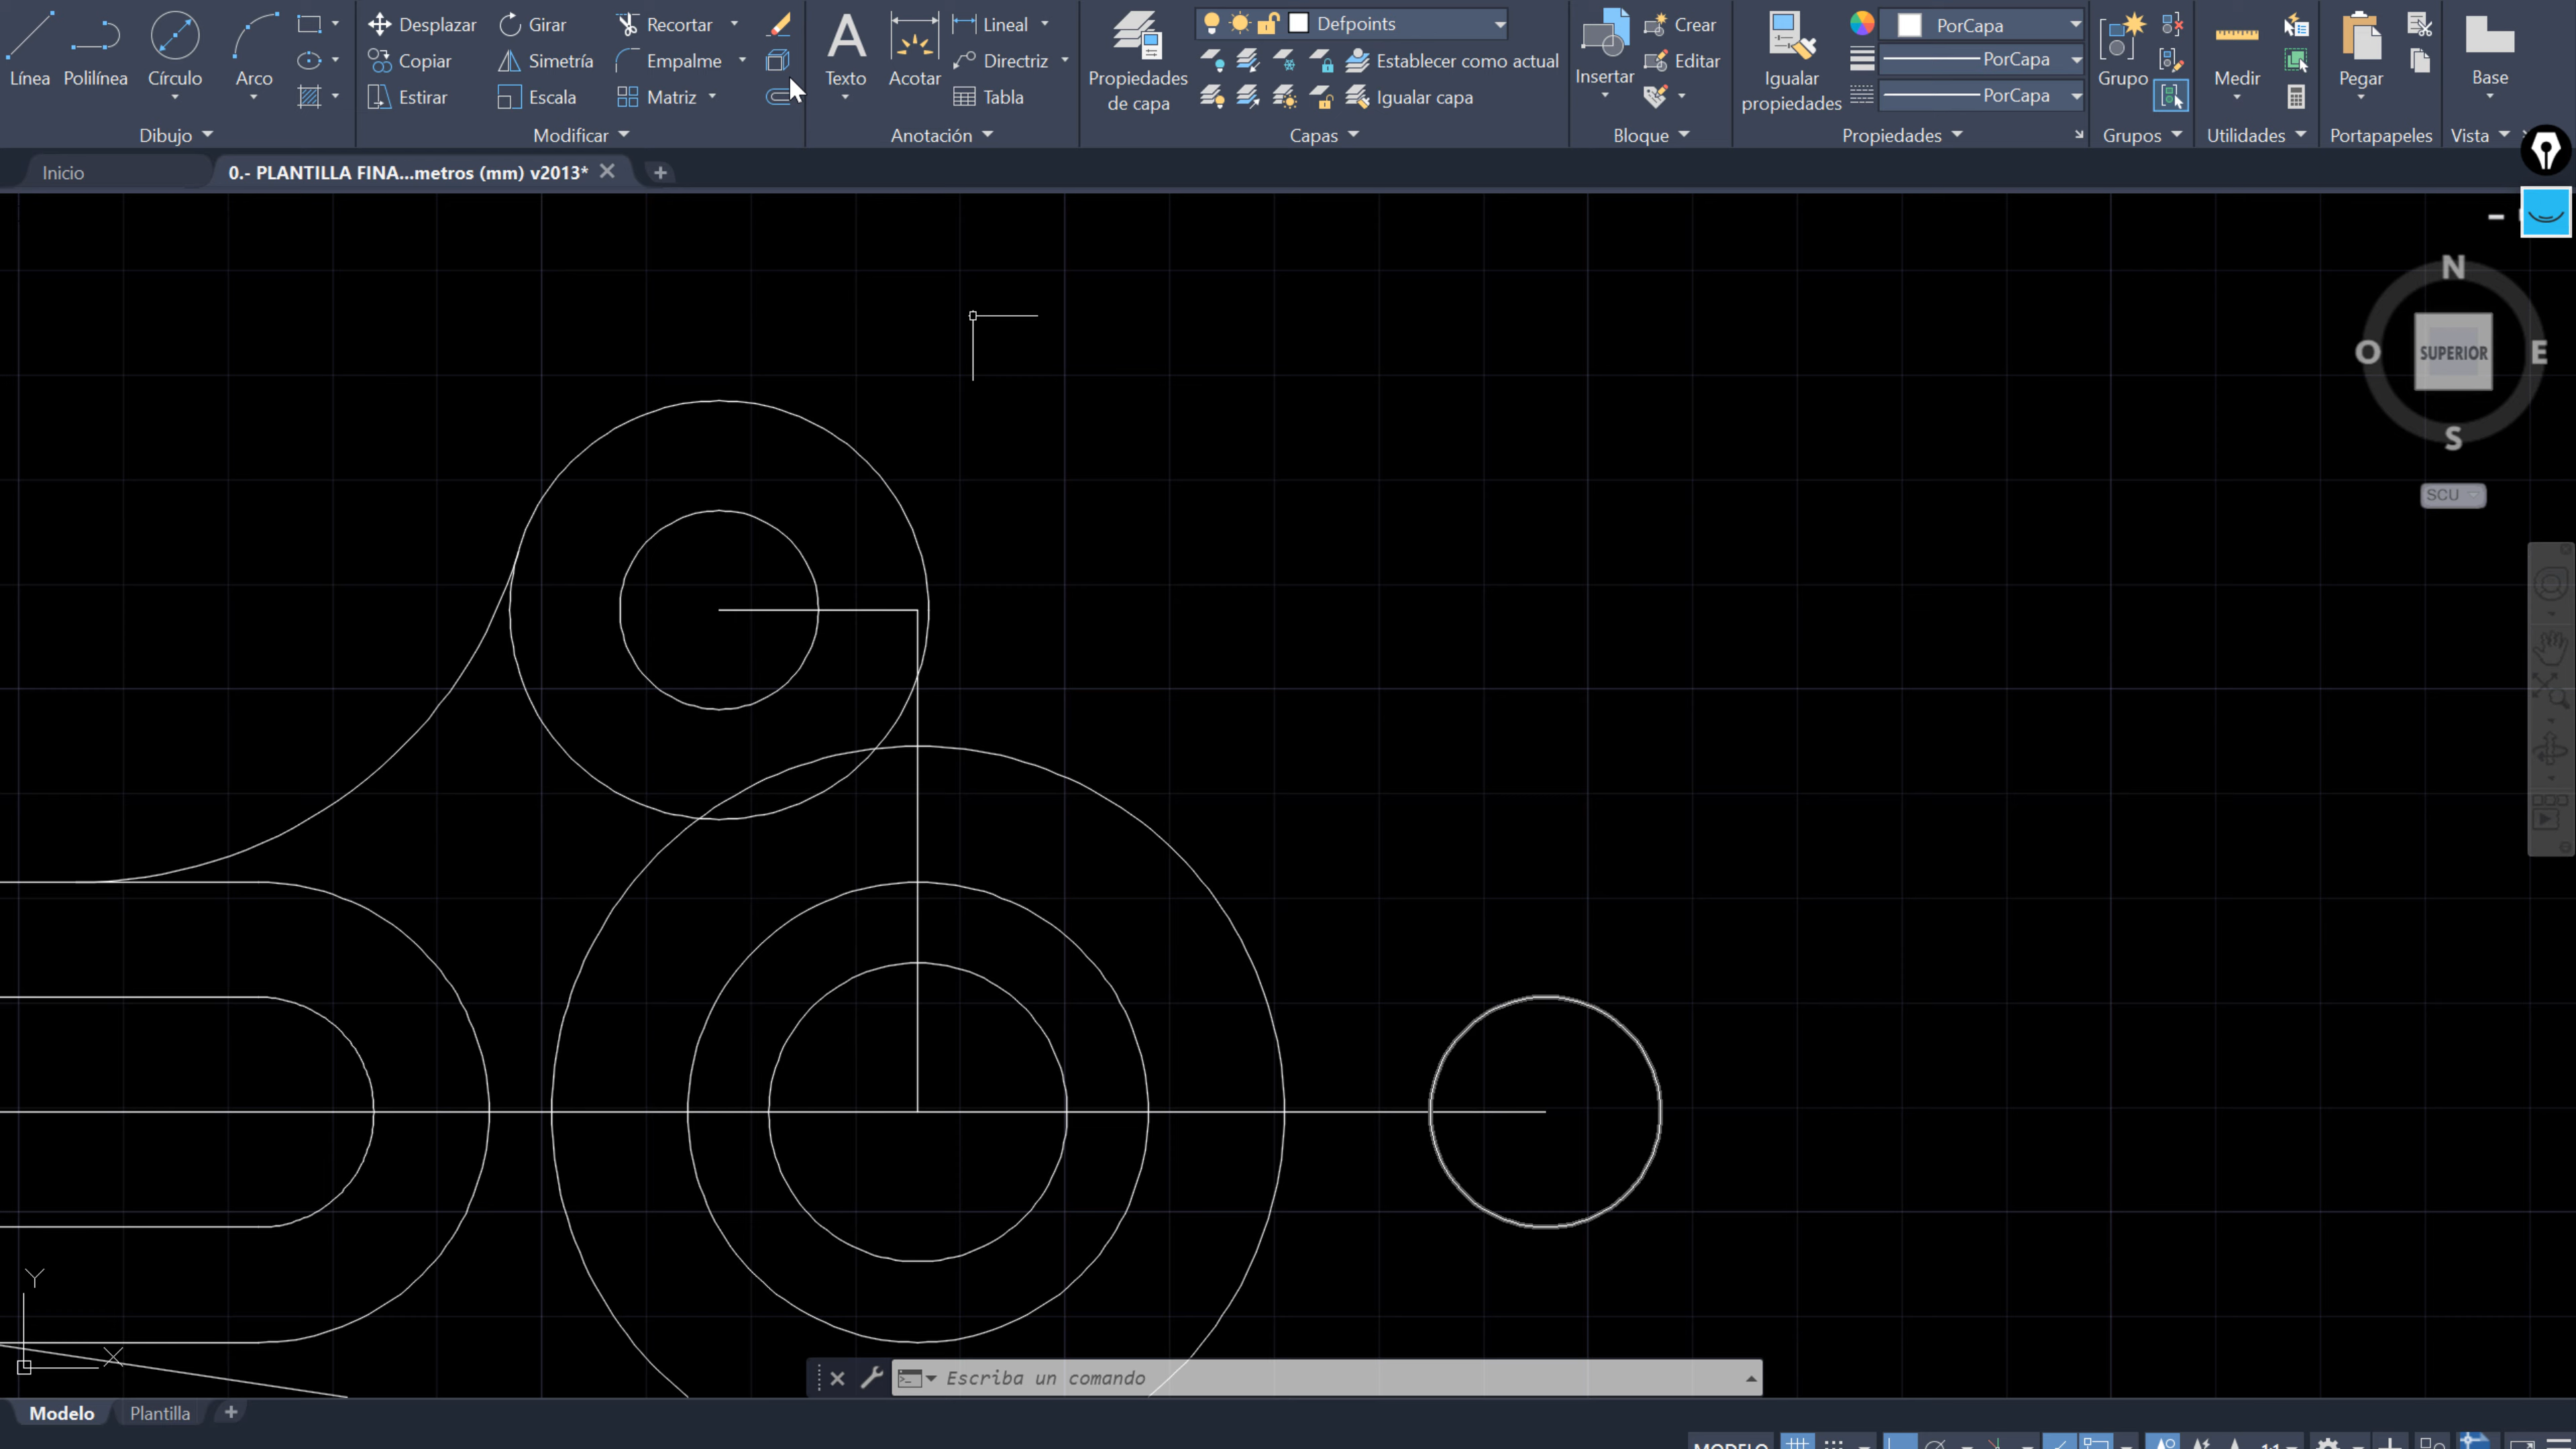 Línea Polilínea Círculo Arco
Desplazar Girar Recortar
Copiar Simetría Empalme
Estirar Escala Matriz
Texto Acotar
Lineal
Directriz
Tabla
Propiedades de capa
Defpoints
Establecer como actual
Igualar capa
Insertar
Crear
Editar
Igualar propiedades
PorCapa
PorCapa
PorCapa
Grupo
Medir
Pegar
Base
Dibujo Modificar Anotación Capas Bloque Propiedades Grupos Utilidades Portapapeles Vista
Inicio 0.- PLANTILLA FINA...metros (mm) v2013*
N
O SUPERIOR E
S
SCU
Y
X
Escriba un comando
Modelo Plantilla
MODELO 1:1